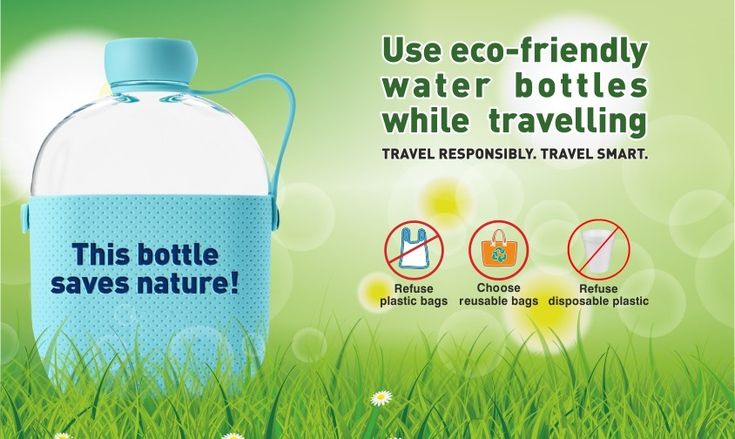 Use eco-friendly
water bottles
while travelling
TRAVEL RESPONSIBLY. TRAVEL SMART.
This bottle
saves nature!
Refuse
plastic bags
Choose
reusable bags
Refuse
disposable plastic